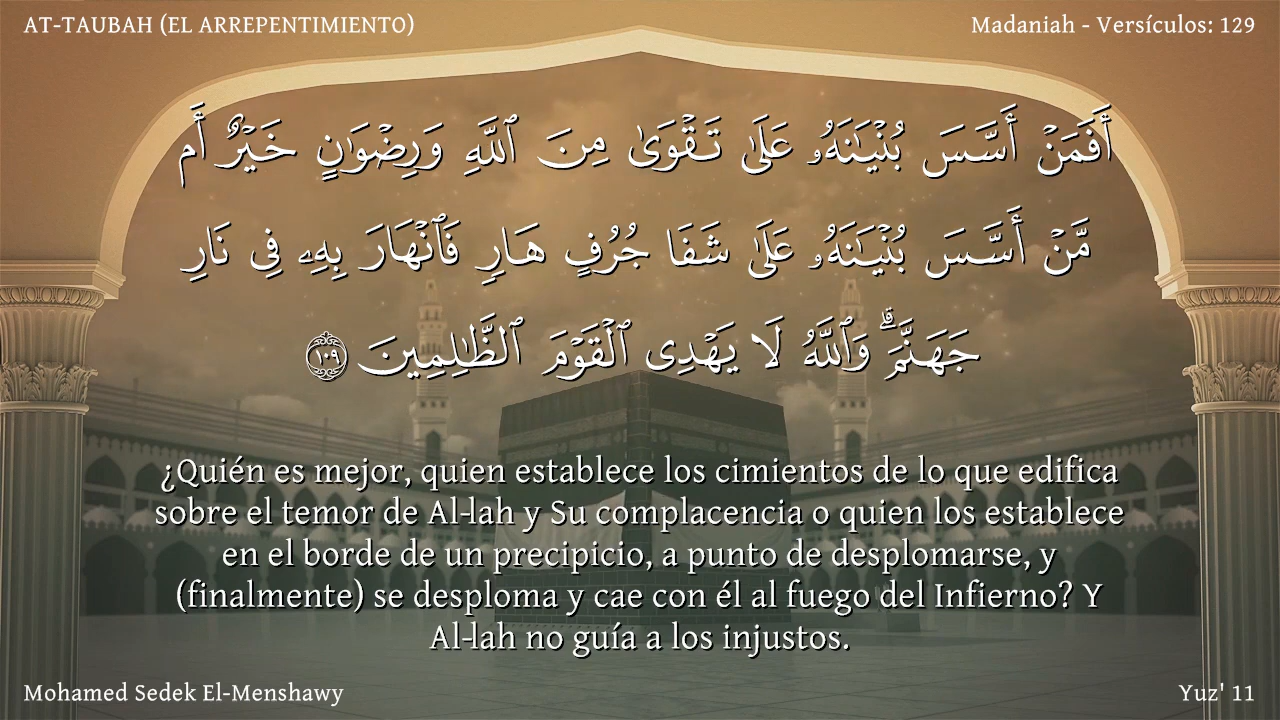 AT-TAUBAH (EL ARREPENTIMIENTO)
Madaniah - Versículos: 129
أَفَمَنْ أَسَّسَ بُنْيَـٰنَهُۥ عَلَىٰ تَقْوَىٰ مِنَ ٱللَّهِ وَرِضْوَٰنٍ خَيْرٌ أَم
مَّنْ أَسَّسَ بُنْيَـٰنَهُۥ عَلَىٰ شَفَا جُرُفٍ هَارٍ فَٱنْهَارَ بِهِۦ فِى نَارِ
جَهَنَّمَ ۗ وَٱللَّهُ لَا يَهْدِى ٱلْقَوْمَ ٱلظَّـٰلِمِينَ ١٠٩
¿Quién es mejor, quien establece los cimientos de lo que edifica
sobre el temor de Al-lah y Su complacencia o quien los establece
en el borde de un precipicio, a punto de desplomarse, y
(finalmente) se desploma y cae con él al fuego del Infierno? Y
Al-lah no guía a los injustos.
Mohamed Sedek El-Menshawy
Yuz' 11